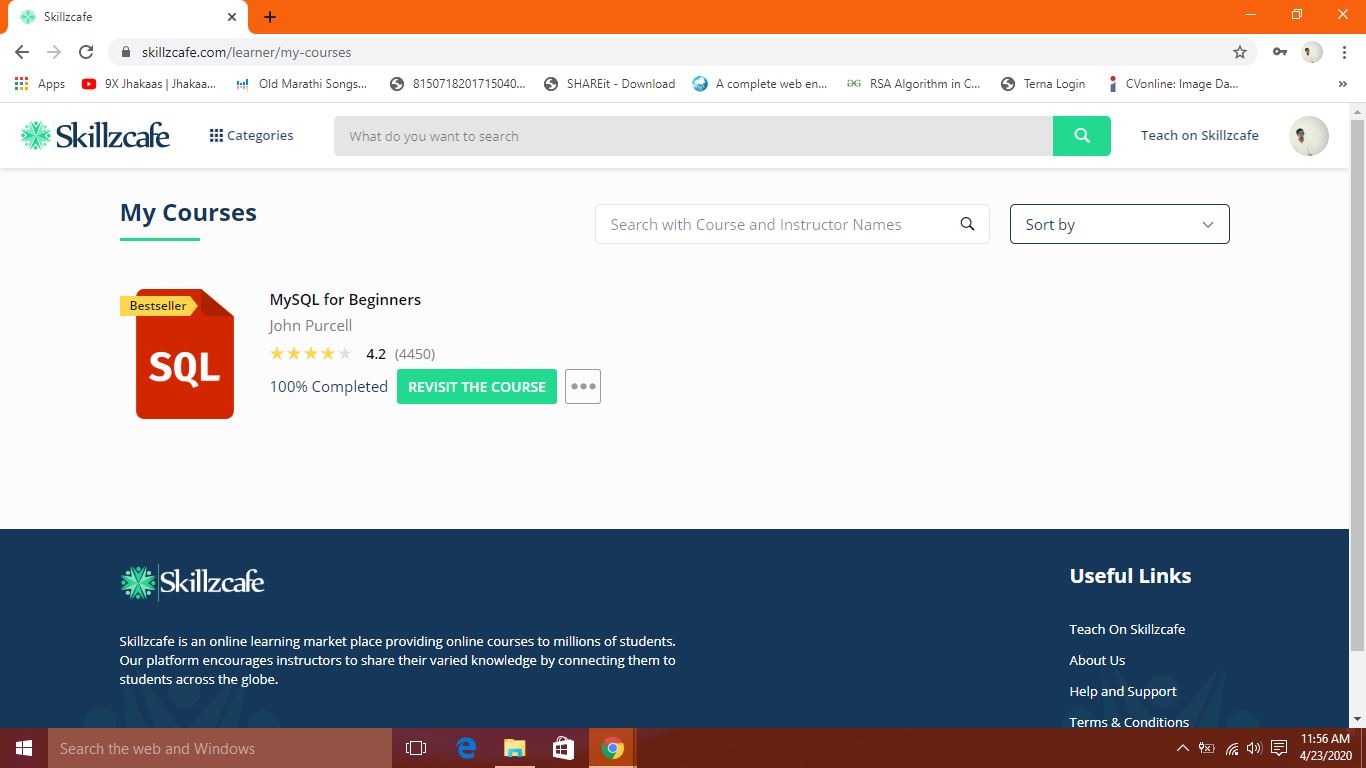 Skillzcafe
skillzcafe.com/learner/my-courses
Apps
9X Jhakaas | Jhakaa...
Old Marathi Songs...
8150718201715040...
SHAREit - Download
A complete web en...
RSA Algorithm in C...
Terna Login
CVonline: Image Da...
Skillzcafe
Categories
What do you want to search
Teach on Skillzcafe
My Courses
Search with Course and Instructor Names
Sort by
Bestseller
SQL
MySQL for Beginners
John Purcell
4.2 (4450)
100% Completed
REVISIT THE COURSE
Skillzcafe
Skillzcafe is an online learning market place providing online courses to millions of students.
Our platform encourages instructors to share their varied knowledge by connecting them to
students across the globe.
Useful Links
Teach On Skillzcafe
About Us
Help and Support
Terms & Conditions
Search the web and Windows
11:56 AM
4/23/2020